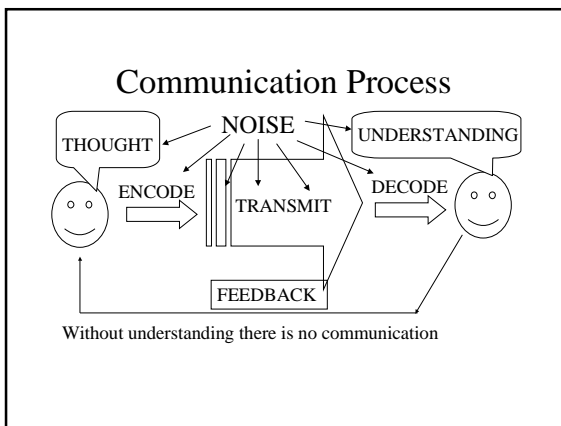 Communication Process
NOISE
THOUGHT
UNDERSTANDING
ENCODE
DECODE
TRANSMIT
FEEDBACK
Without understanding there is no communication